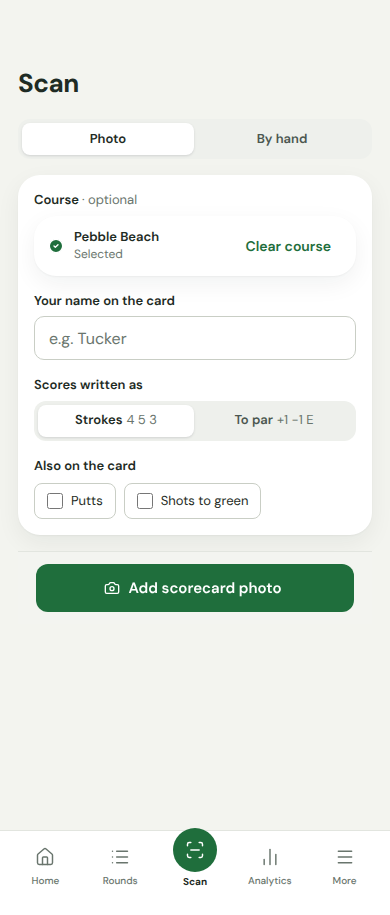 Scan
Photo
By hand
Course · optional
Pebble Beach
Selected
Clear course
Your name on the card
e.g. Tucker
Scores written as
Strokes 4 5 3
To par +1 -1 E
Also on the card
Putts
Shots to green
Add scorecard photo
Home
Rounds
Scan
Analytics
More